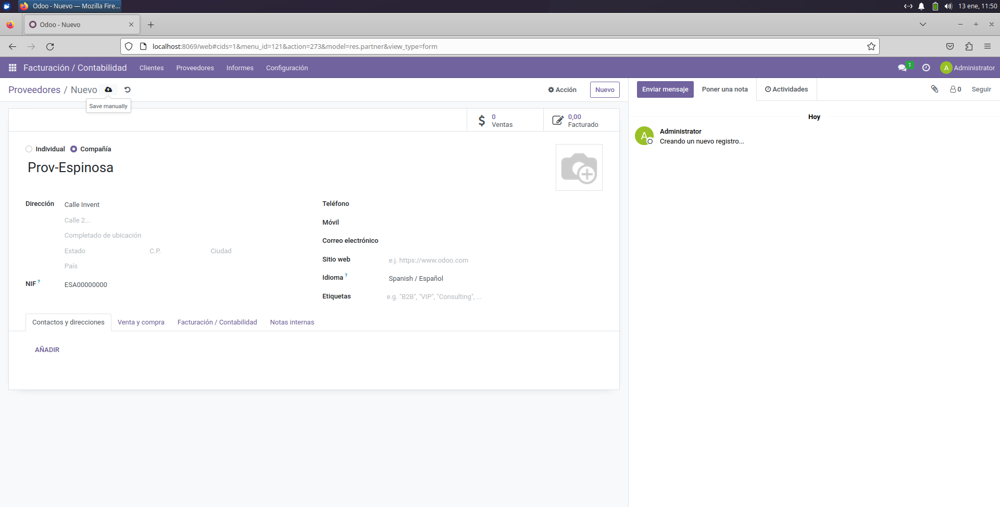 Odoo - Nuevo — Mozilla Fire...
13 ene, 11:50
Odoo - Nuevo
localhost:8069/web#cids=1&menu_id=121&action=273&model=res.partner&view_type=form
Facturación / Contabilidad Clientes Proveedores Informes Configuración 1 A Administrator
Proveedores / Nuevo
Save manually
Acción Nuevo
Enviar mensaje Poner una nota Actividades 0 Seguir
0
Ventas
0,00
Facturado
Individual Compañía
Prov-Espinosa
Dirección Calle Invent
Calle 2...
Completado de ubicación
Estado C.P. Ciudad
País
NIF ? ESA00000000
Teléfono
Móvil
Correo electrónico
Sitio web e.j. https://www.odoo.com
Idioma ? Spanish / Español
Etiquetas e.g. "B2B", "VIP", "Consulting", ...
Contactos y direcciones Venta y compra Facturación / Contabilidad Notas internas
AÑADIR
Hoy
A
Administrator
Creando un nuevo registro...